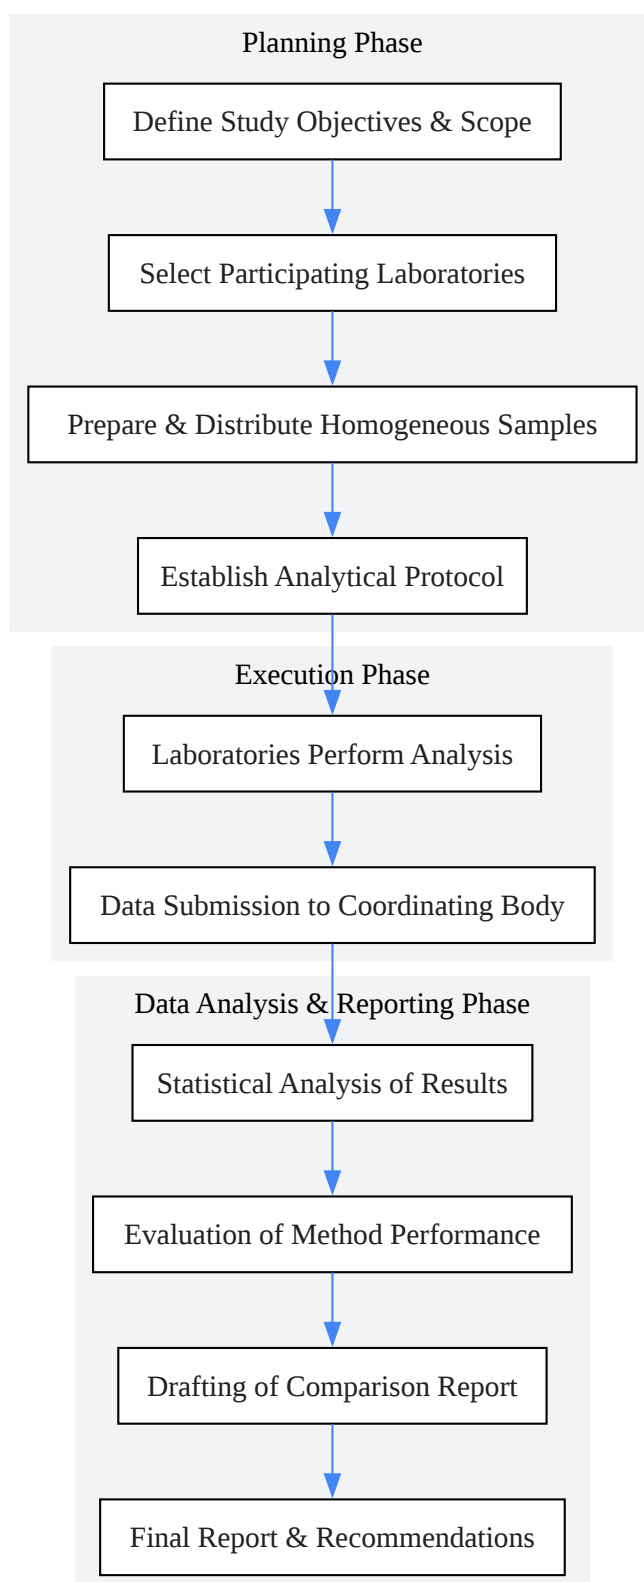 Planning Phase
Define Study Objectives & Scope
Select Participating Laboratories
Prepare & Distribute Homogeneous Samples
Establish Analytical Protocol
Execution Phase
Laboratories Perform Analysis
Data Submission to Coordinating Body
Data Analysis & Reporting Phase
Statistical Analysis of Results
Evaluation of Method Performance
Drafting of Comparison Report
Final Report & Recommendations